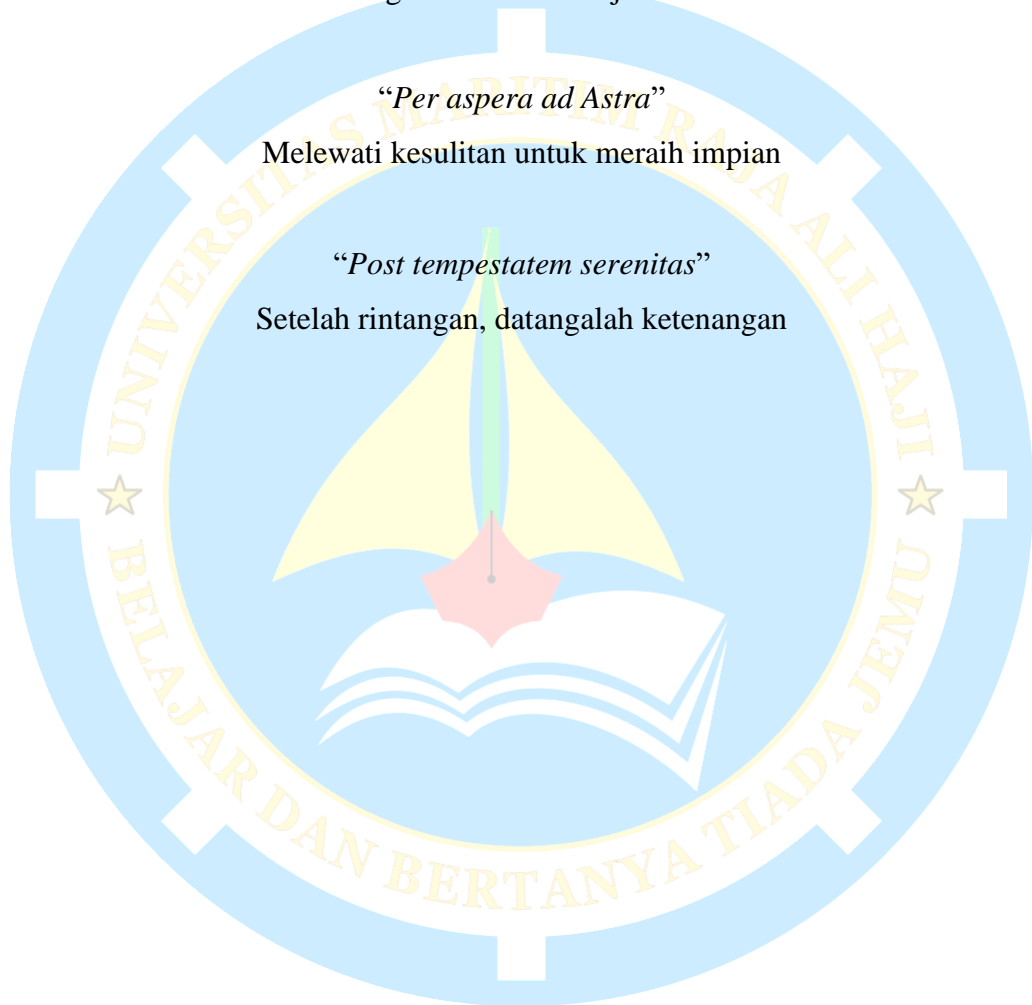 “Per aspera ad Astra”
Melewati kesulitan untuk meraih impian
“Post tempestatem serenitas”
Setelah rintangan, datangalah ketenangan
UNIVERSITAS MARITIM RAJA ALI HAJI
BELAJAR DAN BERTANYA TIADA JEMU